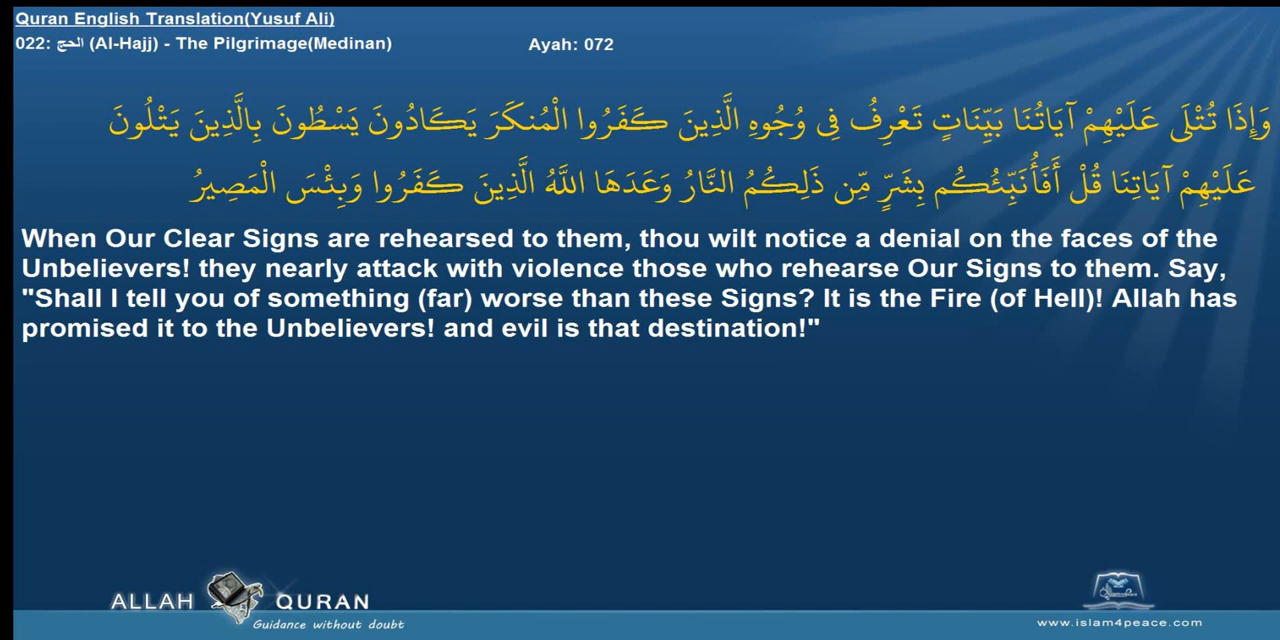 Quran English Translation(Yusuf Ali)
022: الحج (Al-Hajj) - The Pilgrimage(Medinan) Ayah: 072
وَإِذَا تُتْلَى عَلَيْهِمْ آيَاتُنَا بَيِّنَاتٍ تَعْرِفُ فِي وُجُوهِ الَّذِينَ كَفَرُوا الْمُنكَرَ يَكَادُونَ يَسْطُونَ بِالَّذِينَ يَتْلُونَ
عَلَيْهِمْ آيَاتِنَا قُلْ أَفَأُنَبِّئُكُم بِشَرٍّ مِّن ذَلِكُمُ النَّارُ وَعَدَهَا اللَّهُ الَّذِينَ كَفَرُوا وَبِئْسَ الْمَصِيرُ
When Our Clear Signs are rehearsed to them, thou wilt notice a denial on the faces of the
Unbelievers! they nearly attack with violence those who rehearse Our Signs to them. Say,
"Shall I tell you of something (far) worse than these Signs? It is the Fire (of Hell)! Allah has
promised it to the Unbelievers! and evil is that destination!"
ALLAH QURAN
Guidance without doubt
www.islam4peace.com